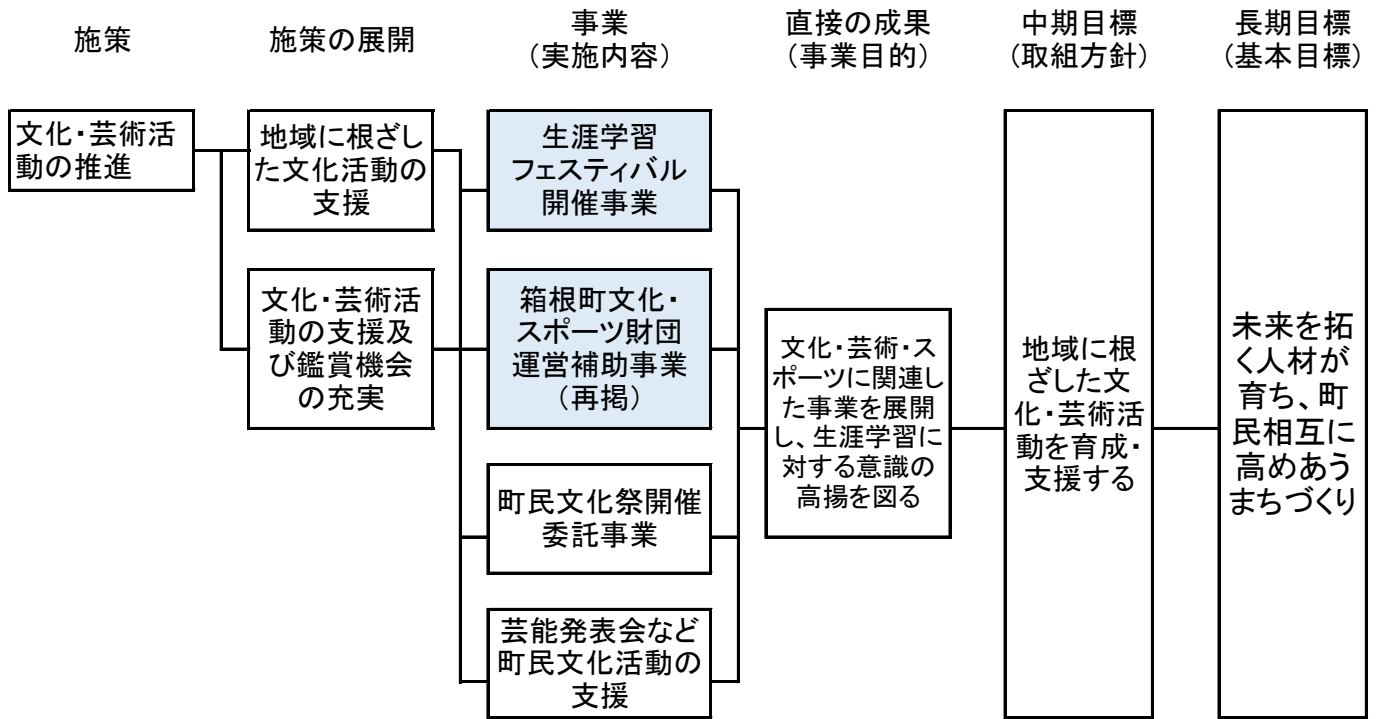 施策
施策の展開
事業
(実施内容)
直接の成果
(事業目的)
中期目標
(取組方針)
長期目標
(基本目標)
文化・芸術活
動の推進
地域に根ざし
た文化活動の
支援
文化・芸術活
動の支援及
び鑑賞機会
の充実
生涯学習
フェスティバル
開催事業
箱根町文化・
スポーツ財団
運営補助事業
(再掲)
町民文化祭開催
委託事業
芸能発表会など
町民文化活動の
支援
文化・芸術・ス
ポーツに関連し
た事業を展開
し、生涯学習に
対する意識の
高揚を図る
地域に根
ざした文
化・芸術活
動を育成・
支援する
未来を拓
く人材が
育ち、町
民相互に
高めあう
まちづくり